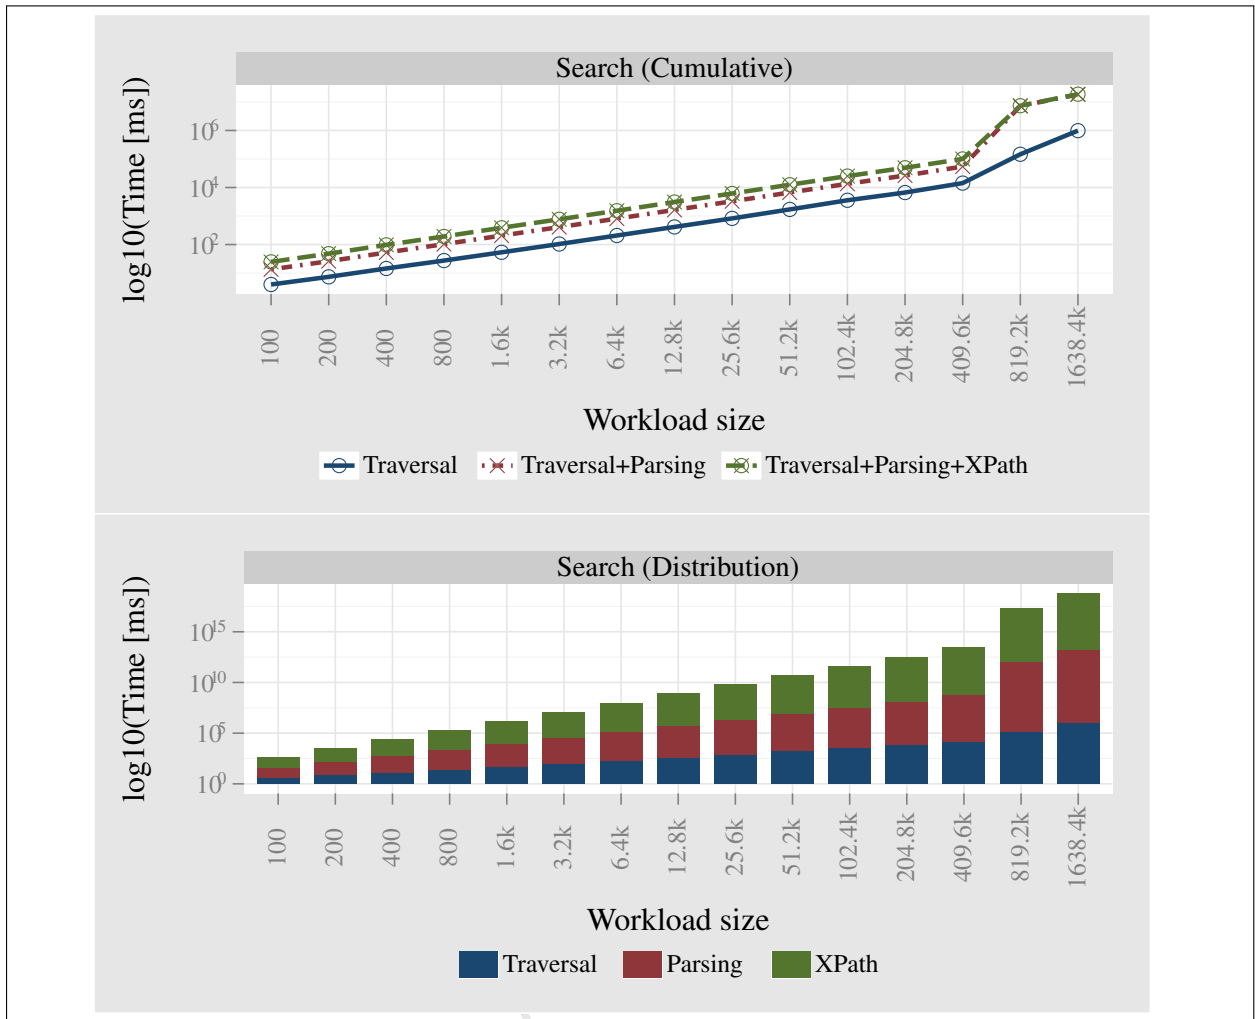 Search (Cumulative)
log10(Time [ms])
10^6
10^4
10^2
100 200 400 800 1.6k 3.2k 6.4k 12.8k 25.6k 51.2k 102.4k 204.8k 409.6k 819.2k 1638.4k
Workload size
Traversal Traversal+Parsing Traversal+Parsing+XPath
Search (Distribution)
log10(Time [ms])
10^15
10^10
10^5
10^0
100 200 400 800 1.6k 3.2k 6.4k 12.8k 25.6k 51.2k 102.4k 204.8k 409.6k 819.2k 1638.4k
Workload size
Traversal Parsing XPath